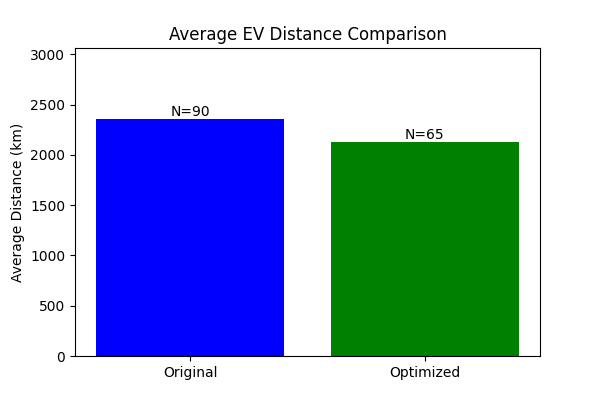 Average EV Distance Comparison
Average Distance (km)
3000
2500
2000
1500
1000
500
0
N=90
N=65
Original
Optimized